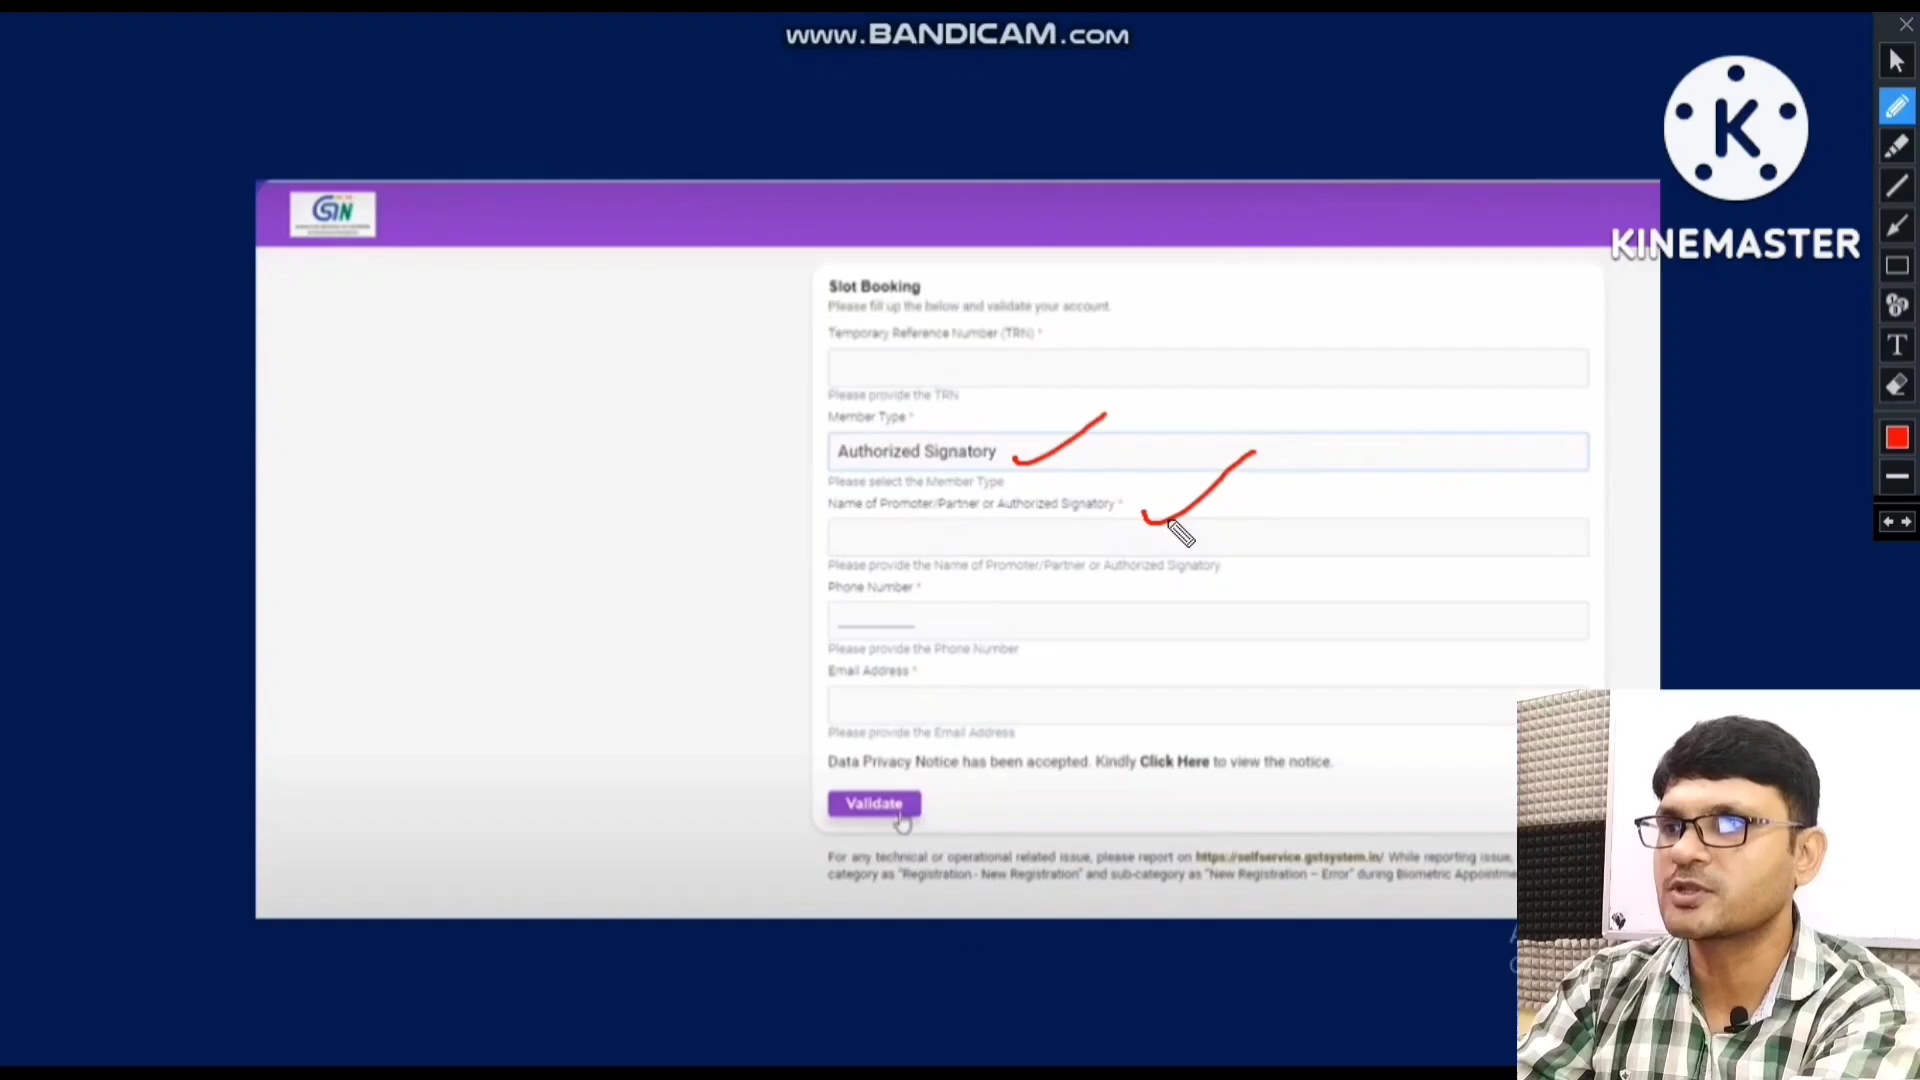 www.BANDICAM.com
K
KINEMASTER
GSTN
Slot Booking
Please fill up the below and validate your account.
Temporary Reference Number (TRN) *
Please provide the TRN
Member Type *
Authorized Signatory
Please select the Member Type
Name of Promoter/Partner or Authorized Signatory *
Please provide the Name of Promoter/Partner or Authorized Signatory
Phone Number *
Please provide the Phone Number
Email Address *
Please provide the Email Address
Data Privacy Notice has been accepted. Kindly Click Here to view the notice.
Validate
For any technical or operational related issue, please report on https://selfservice.gstsystem.in/ While reporting issue,
category as "Registration - New Registration" and sub-category as "New Registration – Error" during Biometric Appointme